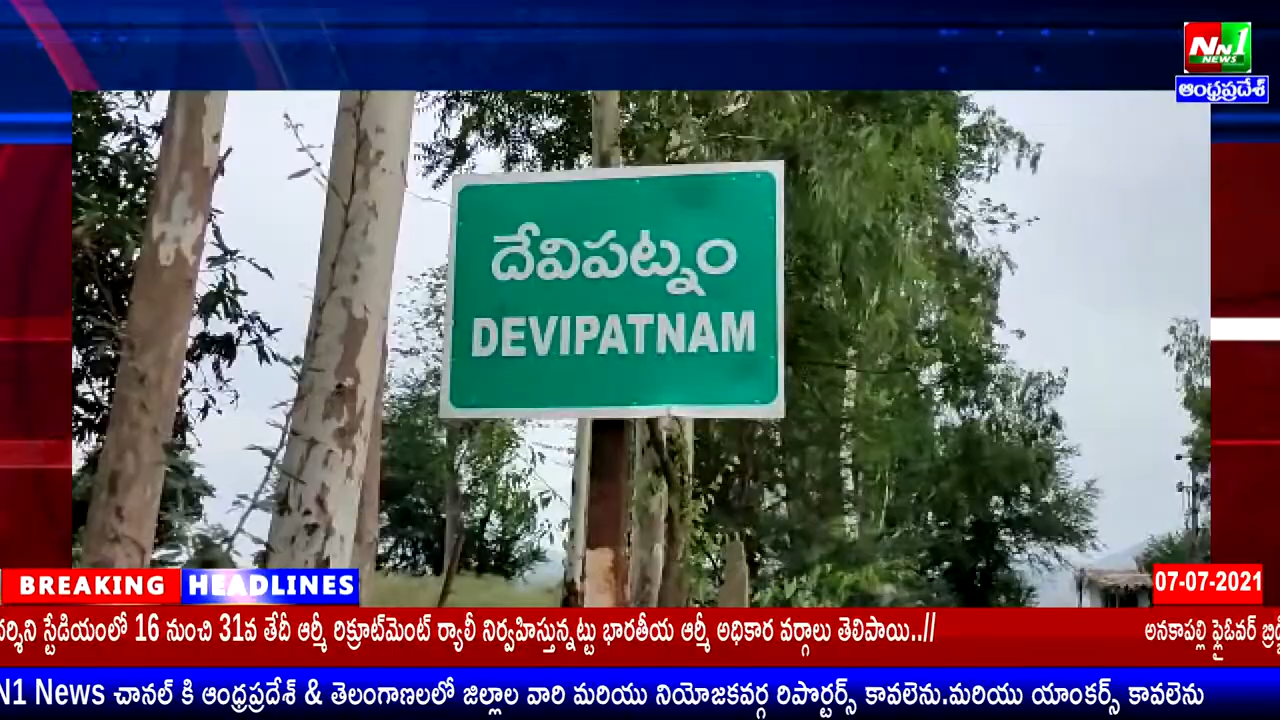 Nn1
NEWS
ఆంధ్రప్రదేశ్
దేవిపట్నం
DEVIPATNAM
BREAKING HEADLINES
07-07-2021
స్టేడియంలో 16 నుంచి 31వ తేదీ ఆర్మీ రిక్రూట్‌మెంట్ ర్యాలీ నిర్వహిస్తున్నట్టు భారతీయ ఆర్మీ అధికార వర్గాలు తెలిపాయి..// అనకాపల్లి ఫ్లైఓవర్
N1 News చానల్ కి ఆంధ్రప్రదేశ్ & తెలంగాణలలో జిల్లాల వారి మరియు నియోజకవర్గ రిపోర్టర్స్ కావలెను.మరియు యాంకర్స్ కావలెను